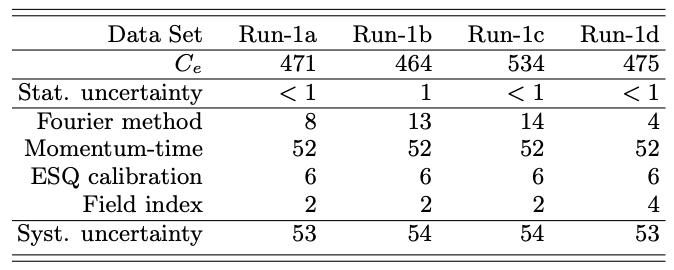 Data Set Run-1a Run-1b Run-1c Run-1d
Cₑ 471 464 534 475
Stat. uncertainty < 1 1 < 1 < 1
Fourier method 8 13 14 4
Momentum-time 52 52 52 52
ESQ calibration 6 6 6 6
Field index 2 2 2 4
Syst. uncertainty 53 54 54 53